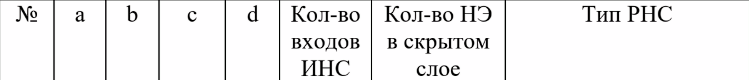 № a b c d Кол-во Кол-во НЭ Тип РНС
входов в скрытом
ИНС слое